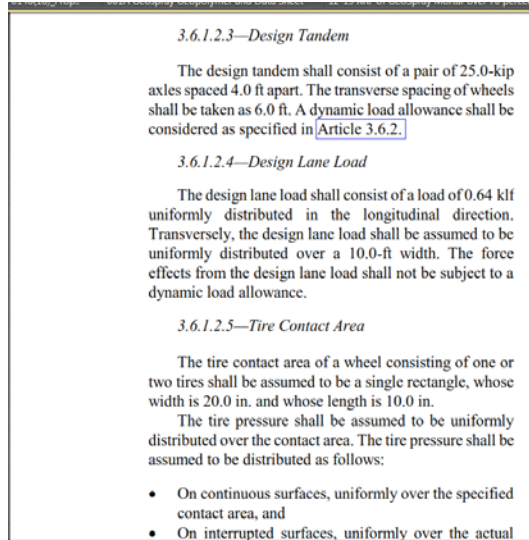 3.6.1.2.3—Design Tandem
The design tandem shall consist of a pair of 25.0-kip
axles spaced 4.0 ft apart. The transverse spacing of wheels
shall be taken as 6.0 ft. A dynamic load allowance shall be
considered as specified in Article 3.6.2.
3.6.1.2.4—Design Lane Load
The design lane load shall consist of a load of 0.64 klf
uniformly distributed in the longitudinal direction.
Transversely, the design lane load shall be assumed to be
uniformly distributed over a 10.0-ft width. The force
effects from the design lane load shall not be subject to a
dynamic load allowance.
3.6.1.2.5—Tire Contact Area
The tire contact area of a wheel consisting of one or
two tires shall be assumed to be a single rectangle, whose
width is 20.0 in. and whose length is 10.0 in.
The tire pressure shall be assumed to be uniformly
distributed over the contact area. The tire pressure shall be
assumed to be distributed as follows:
• On continuous surfaces, uniformly over the specified
contact area, and
• On interrupted surfaces, uniformly over the actual